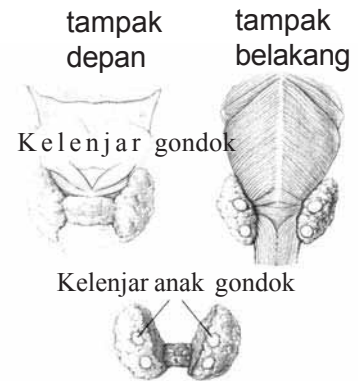 tampak
depan
tampak
belakang
Kelenjar gondok
Kelenjar anak gondok